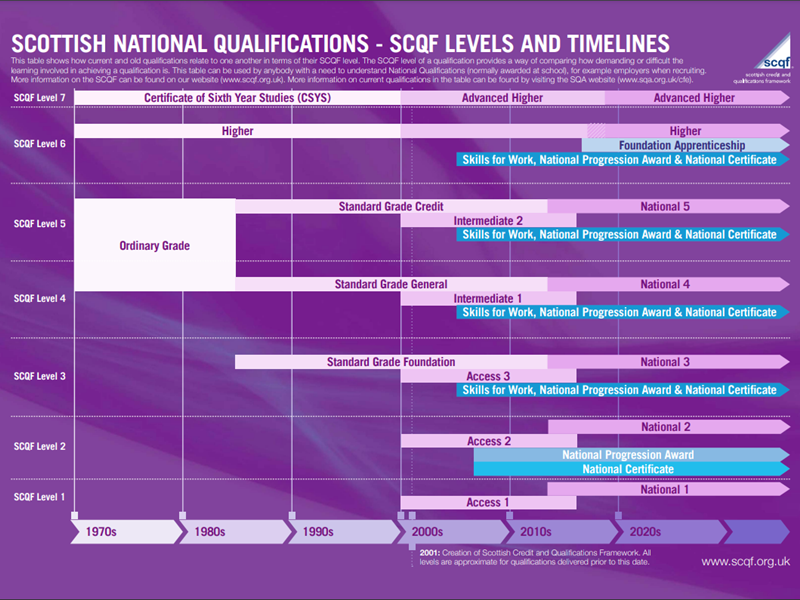 SCOTTISH NATIONAL QUALIFICATIONS - SCQF LEVELS AND TIMELINES
This table shows how current and old qualifications relate to one another in terms of their SCQF level. The SCQF level of a qualification provides a way of comparing how demanding or difficult the
learning involved in achieving a qualification is. This table can be used by anybody with a need to understand National Qualifications (normally awarded at school), for example employers when recruiting.
More information on the SCQF can be found on our website (www.scqf.org.uk). More information on current qualifications in the table can be found by visiting the SQA website (www.sqa.org.uk/cfe).
scqf
scottish credit and
qualifications framework
SCQF Level 7
Certificate of Sixth Year Studies (CSYS)
Advanced Higher
Advanced Higher
SCQF Level 6
Higher
Higher
Foundation Apprenticeship
Skills for Work, National Progression Award & National Certificate
SCQF Level 5
Ordinary Grade
Standard Grade Credit
National 5
Intermediate 2
Skills for Work, National Progression Award & National Certificate
SCQF Level 4
Standard Grade General
National 4
Intermediate 1
Skills for Work, National Progression Award & National Certificate
SCQF Level 3
Standard Grade Foundation
National 3
Access 3
Skills for Work, National Progression Award & National Certificate
SCQF Level 2
National 2
Access 2
National Progression Award
National Certificate
SCQF Level 1
National 1
Access 1
1970s
1980s
1990s
2000s
2010s
2020s
2001: Creation of Scottish Credit and Qualifications Framework. All
levels are approximate for qualifications delivered prior to this date.
www.scqf.org.uk